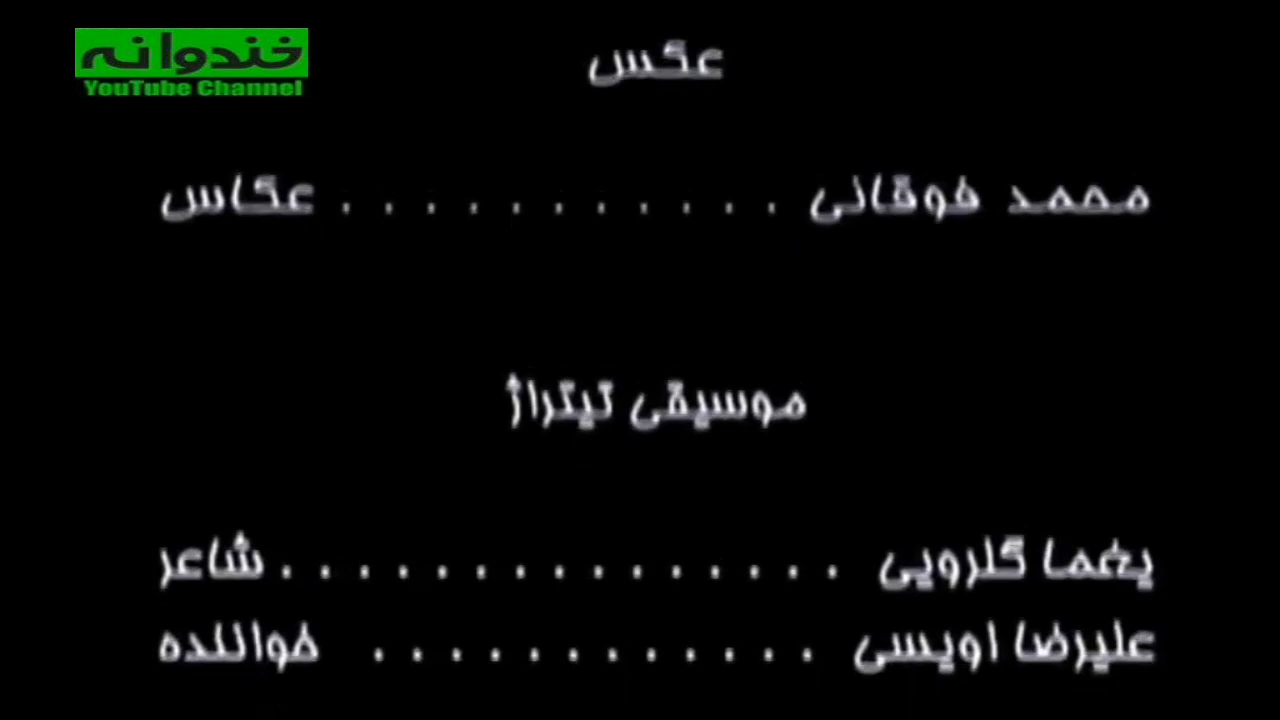 خندوانه
YouTube Channel
عکس
محمد فوقانی . . . . . . . . . . . عکاس
موسیقی تیتراژ
یغما گلرویی . . . . . . . . . . . . . . . شاعر
علیرضا اویسی . . . . . . . . . . . . خواننده